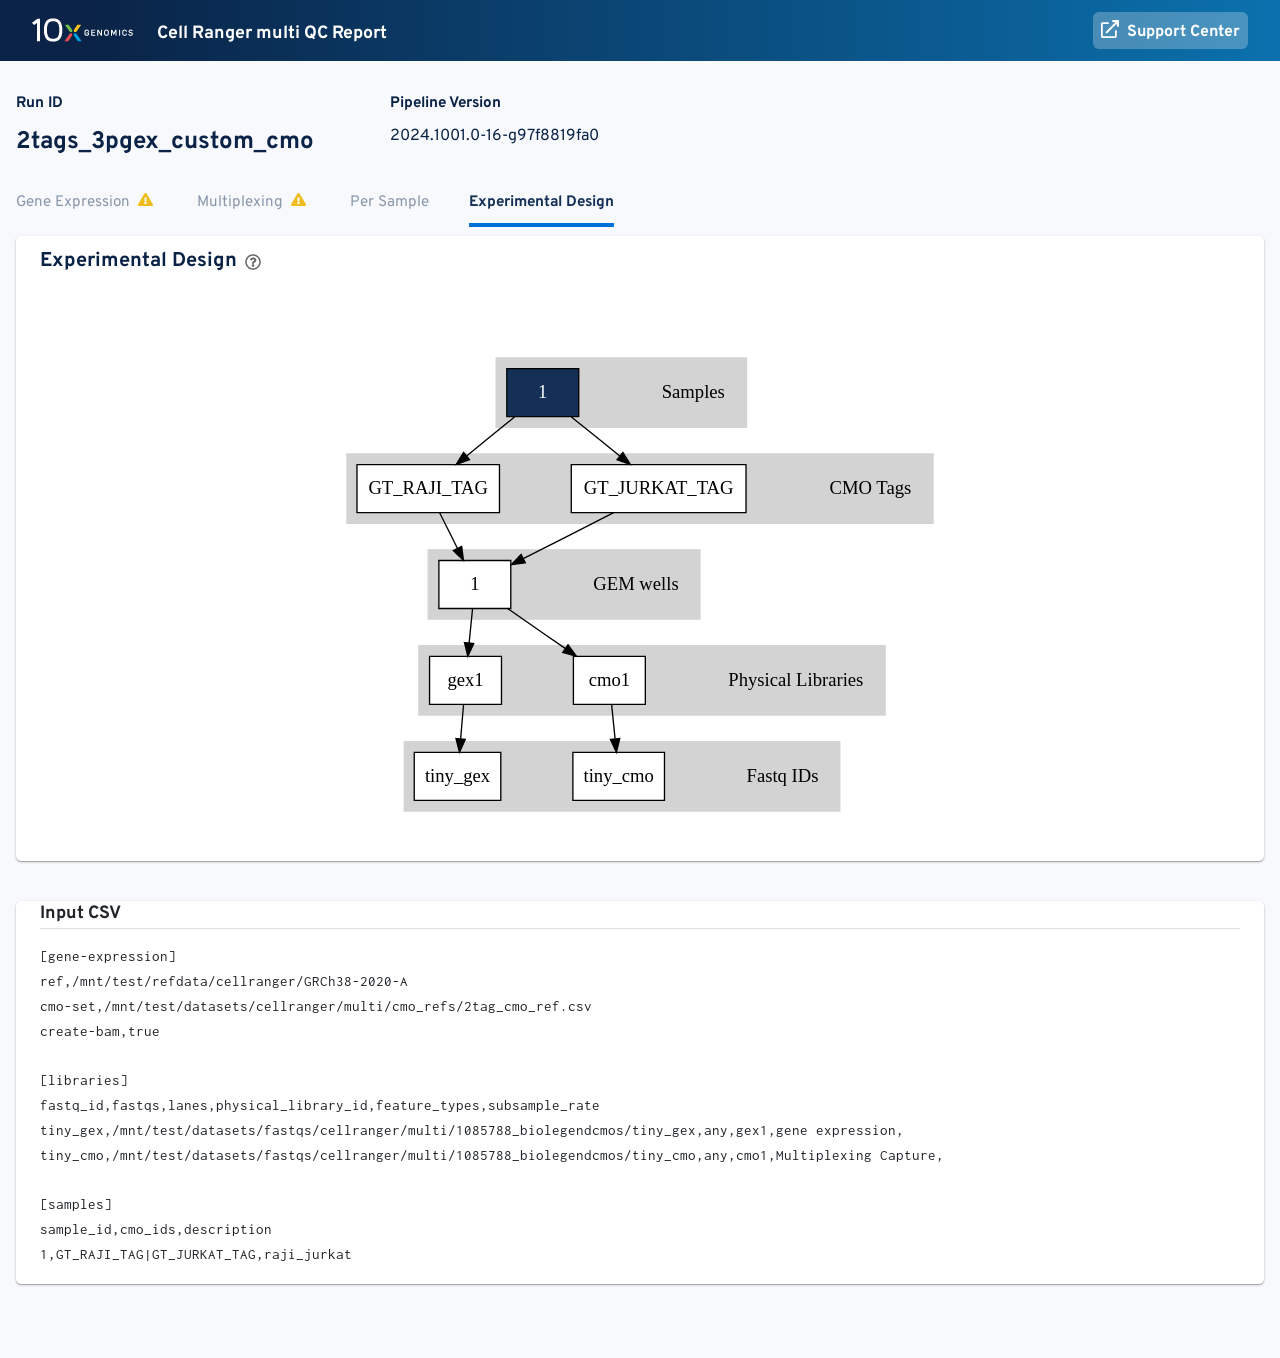 10X GENOMICS Cell Ranger multi QC Report Support Center
Run ID Pipeline Version
2tags_3pgex_custom_cmo 2024.1001.0-16-g97f8819fa0
Gene Expression Multiplexing Per Sample Experimental Design
Experimental Design ?
1 Samples
GT_RAJI_TAG GT_JURKAT_TAG CMO Tags
1 GEM wells
gex1 cmo1 Physical Libraries
tiny_gex tiny_cmo Fastq IDs
Input CSV
[gene-expression]
ref,/mnt/test/refdata/cellranger/GRCh38-2020-A
cmo-set,/mnt/test/datasets/cellranger/multi/cmo_refs/2tag_cmo_ref.csv
create-bam,true
[libraries]
fastq_id,fastqs,lanes,physical_library_id,feature_types,subsample_rate
tiny_gex,/mnt/test/datasets/fastqs/cellranger/multi/1085788_biolegendcmos/tiny_gex,any,gex1,gene expression,
tiny_cmo,/mnt/test/datasets/fastqs/cellranger/multi/1085788_biolegendcmos/tiny_cmo,any,cmo1,Multiplexing Capture,
[samples]
sample_id,cmo_ids,description
1,GT_RAJI_TAG|GT_JURKAT_TAG,raji_jurkat